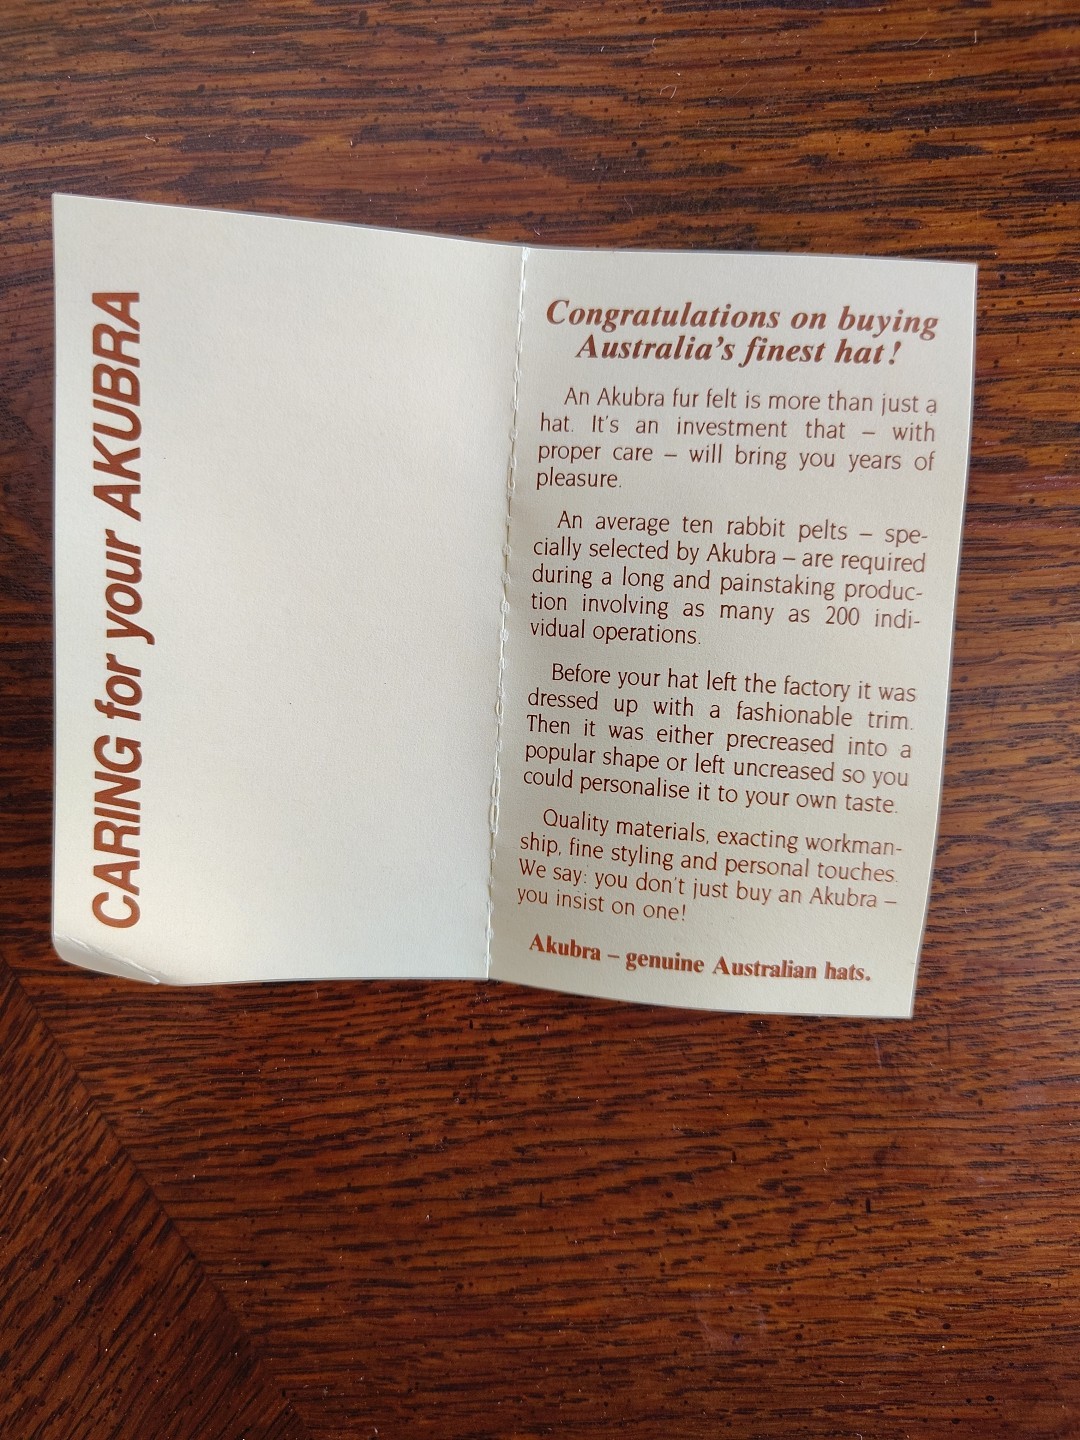 CARING for your AKUBRA
Congratulations on buying
Australia's finest hat!
An Akubra fur felt is more than just a
hat. It's an investment that – with
proper care – will bring you years of
pleasure.
An average ten rabbit pelts – spe-
cially selected by Akubra – are required
during a long and painstaking produc-
tion involving as many as 200 indi-
vidual operations.
Before your hat left the factory it was
dressed up with a fashionable trim.
Then it was either precreased into a
popular shape or left uncreased so you
could personalise it to your own taste.
Quality materials, exacting workman-
ship, fine styling and personal touches.
We say: you don't just buy an Akubra –
you insist on one!
Akubra – genuine Australian hats.